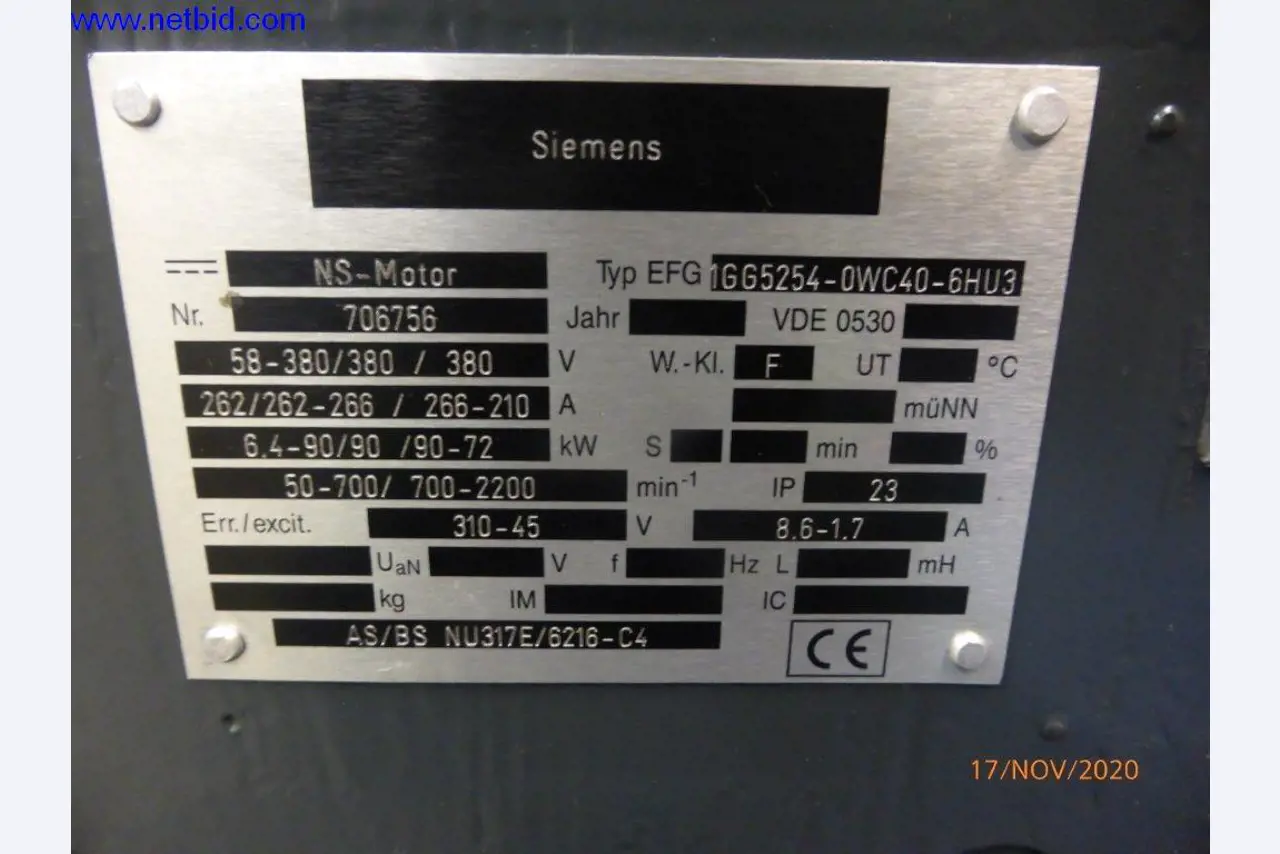 www.netbid.com
Siemens
NS-Motor Typ EFG 1GG5254-0WC40-6HU3
Nr. 706756 Jahr VDE 0530
58-380/380 / 380 V W.-Kl. F UT °C
262/262-266 / 266-210 A müNN
6.4-90/90 /90-72 kW S min %
50-700/ 700-2200 min-1 IP 23
Err./excit. 310-45 V 8.6-1.7 A
UaN V f Hz L mH
kg IM IC
AS/BS NU317E/6216-C4 CE
17/NOV/2020